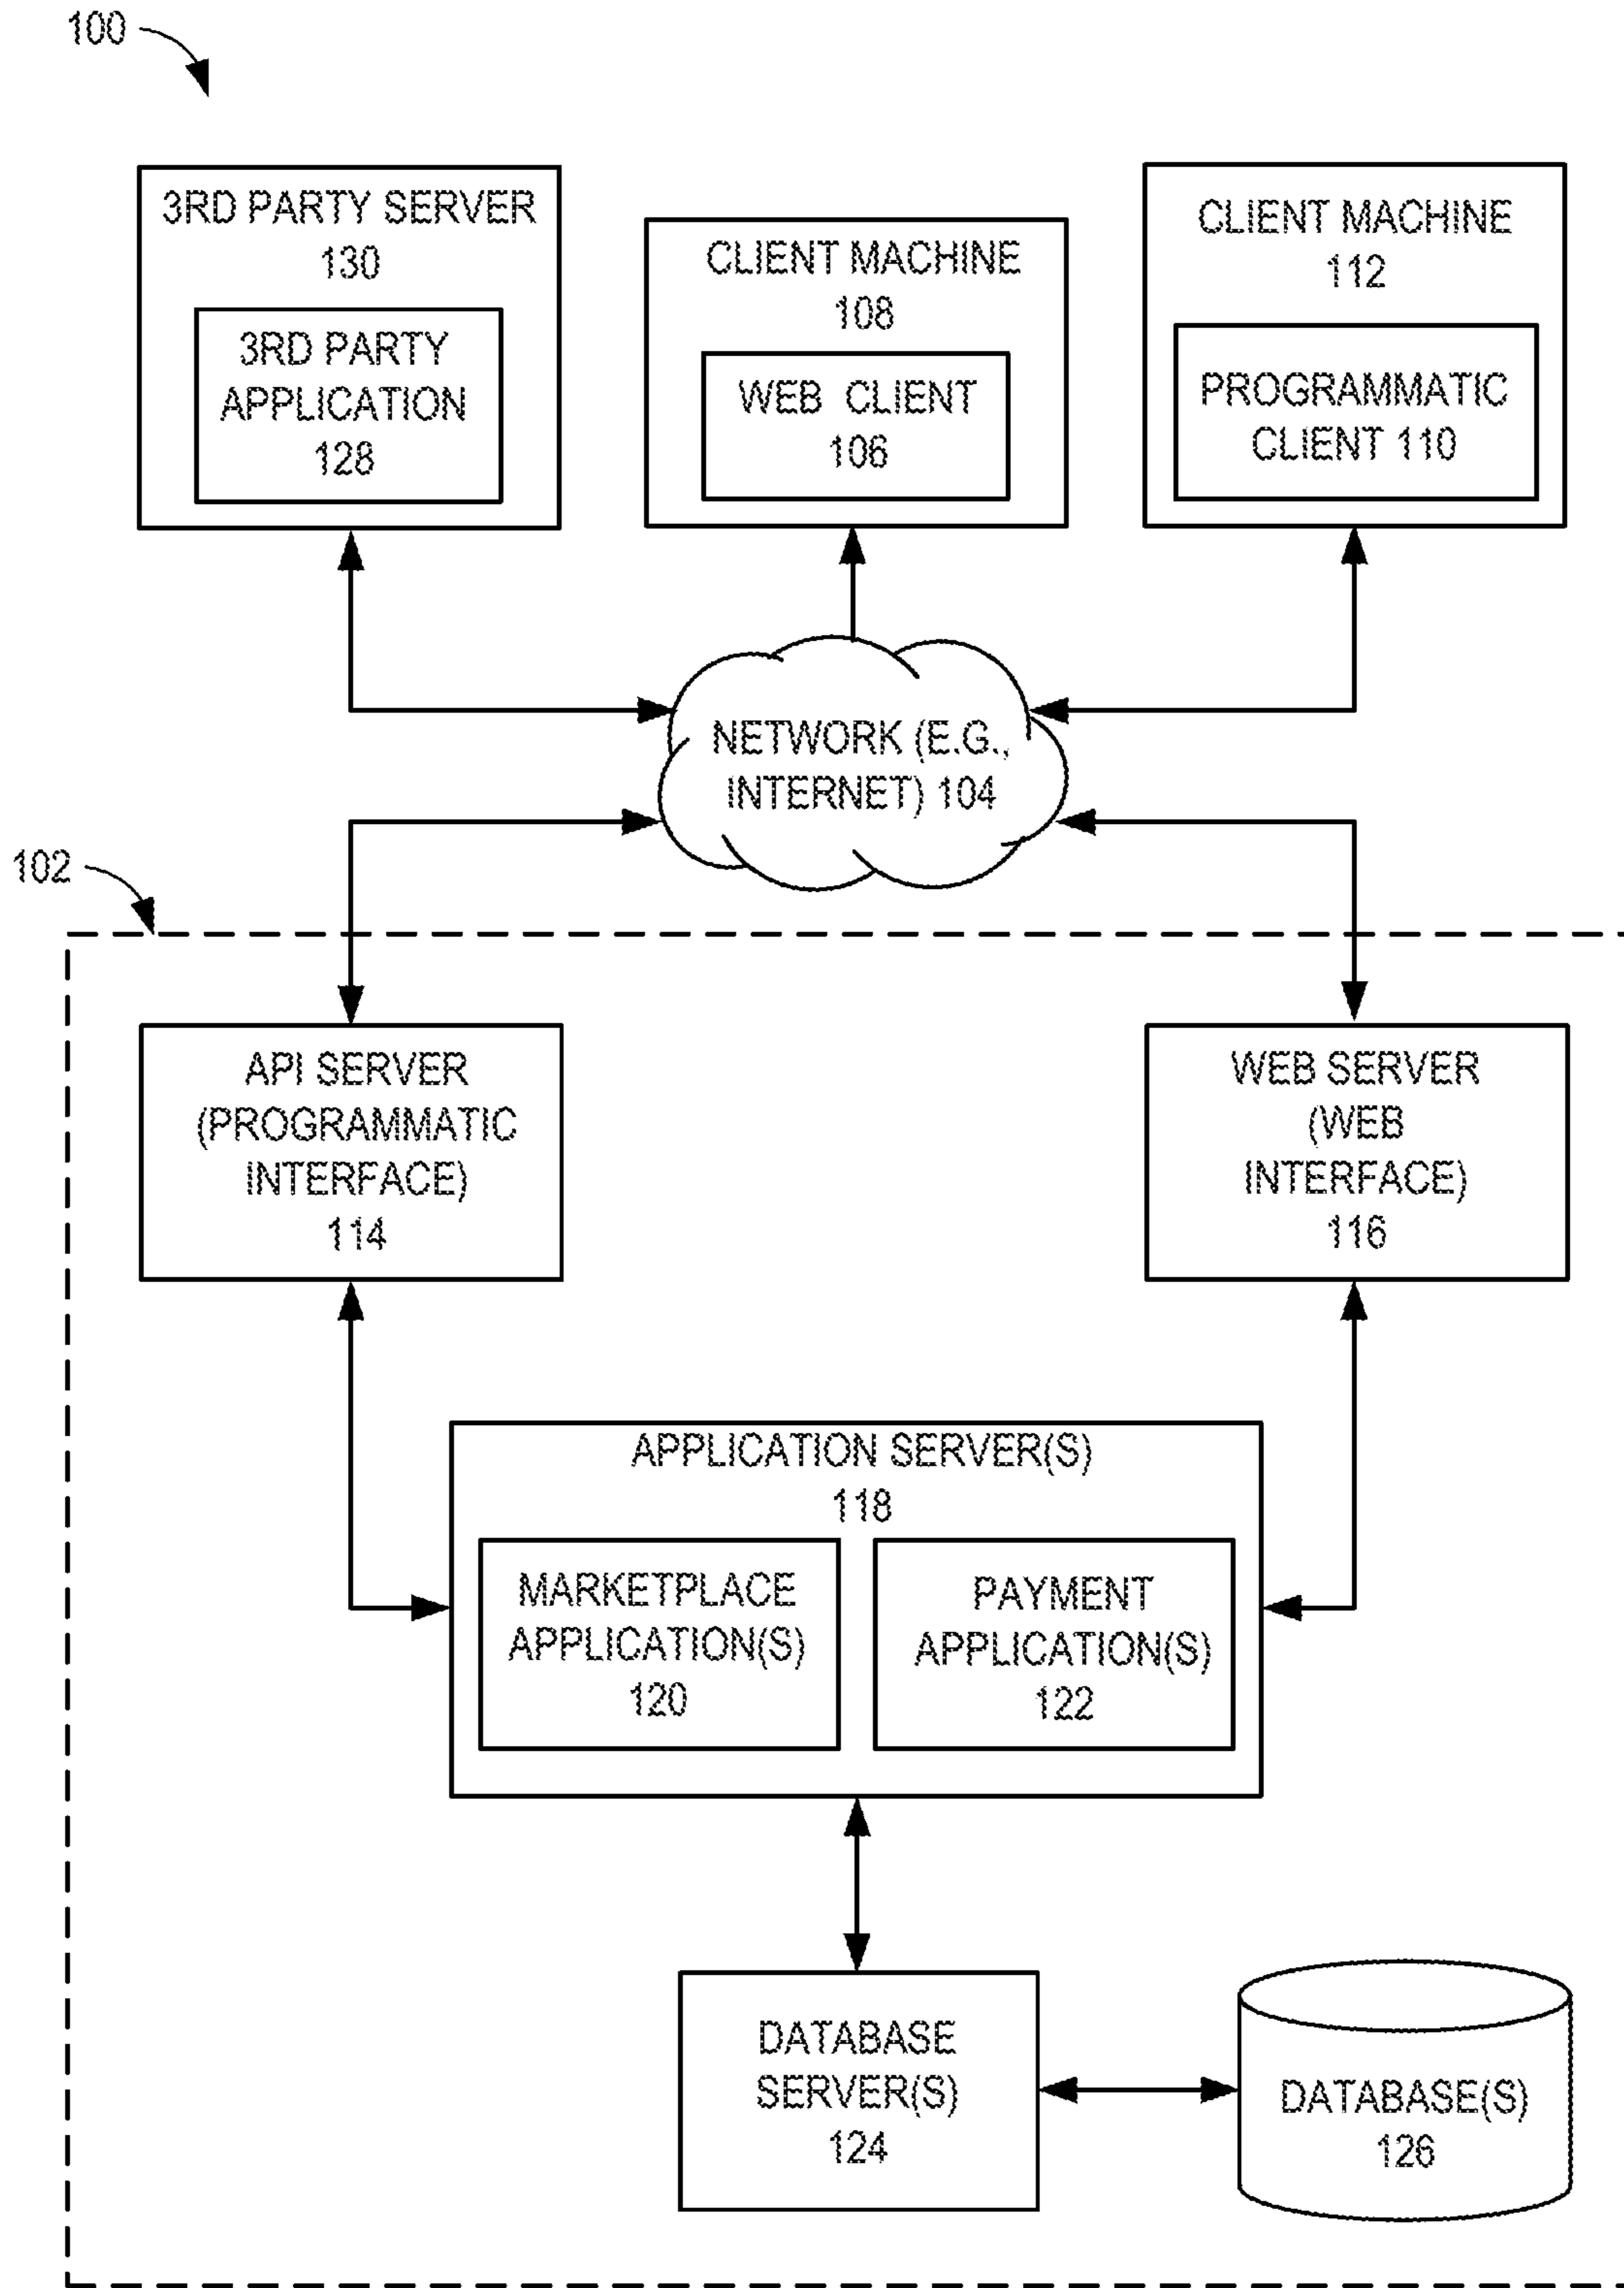 100
3RD PARTY SERVER
130
3RD PARTY
APPLICATION
128
CLIENT MACHINE
108
WEB CLIENT
106
CLIENT MACHINE
112
PROGRAMMATIC
CLIENT 110
NETWORK (E.G.,
INTERNET) 104
102
API SERVER
(PROGRAMMATIC
INTERFACE)
114
WEB SERVER
(WEB
INTERFACE)
116
APPLICATION SERVER(S)
118
MARKETPLACE
APPLICATION(S)
120
PAYMENT
APPLICATION(S)
122
DATABASE
SERVER(S)
124
DATABASE(S)
126